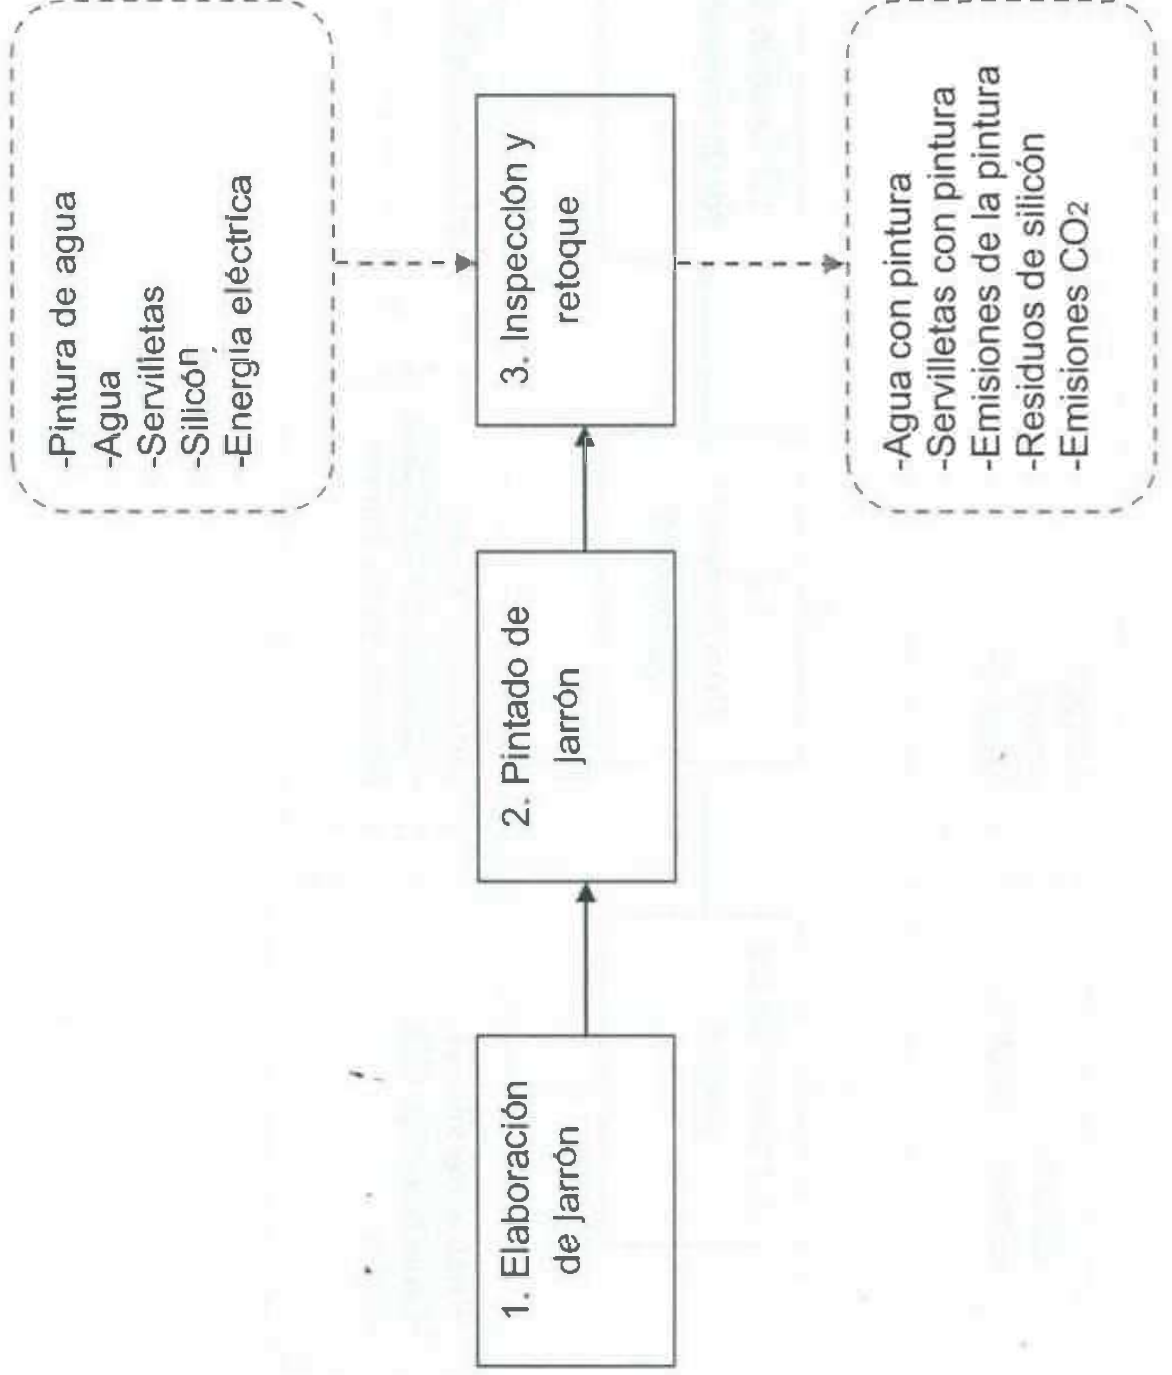 -Pintura de agua
-Agua
-Servilletas
-Silicón
-Energía eléctrica
1. Elaboración
de jarrón
2. Pintado de
jarrón
3. Inspección y
retoque
-Agua con pintura
-Servilletas con pintura
-Emisiones de la pintura
-Residuos de silicón
-Emisiones CO₂